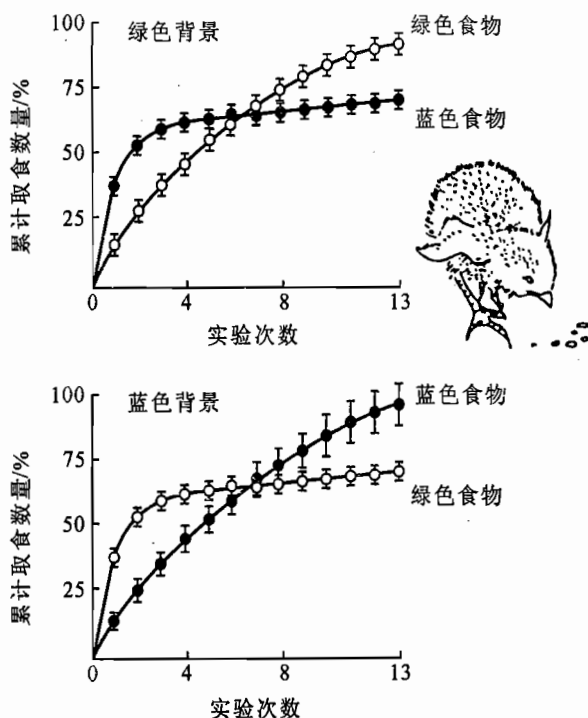 绿色背景
绿色食物
蓝色食物
累计取食数量/%
100
75
50
25
0
4
8
13
实验次数
蓝色背景
蓝色食物
绿色食物
累计取食数量/%
100
75
50
25
0
4
8
13
实验次数